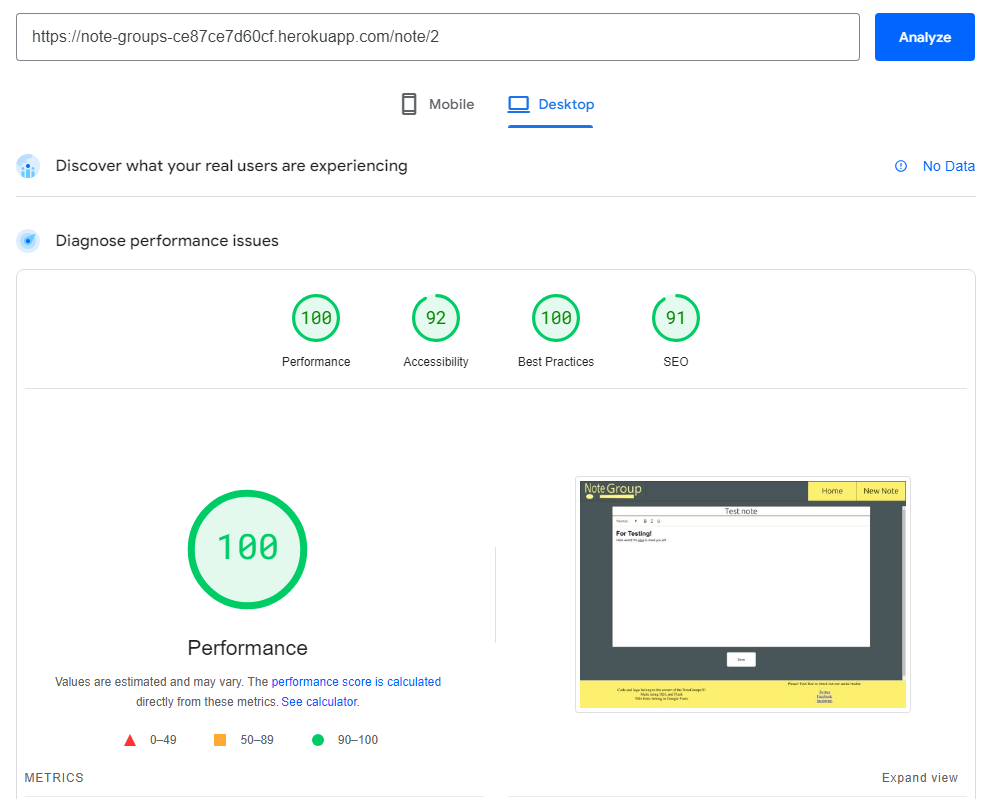 https://note-groups-ce87ce7d60cf.herokuapp.com/note/2
Analyze
Mobile
Desktop
Discover what your real users are experiencing
No Data
Diagnose performance issues
100
92
100
91
Performance
Accessibility
Best Practices
SEO
100
Performance
Values are estimated and may vary. The performance score is calculated
directly from these metrics. See calculator.
0–49
50–89
90–100
NoteGroup
Home
New Note
Test note
For Testing!
METRICS
Expand view